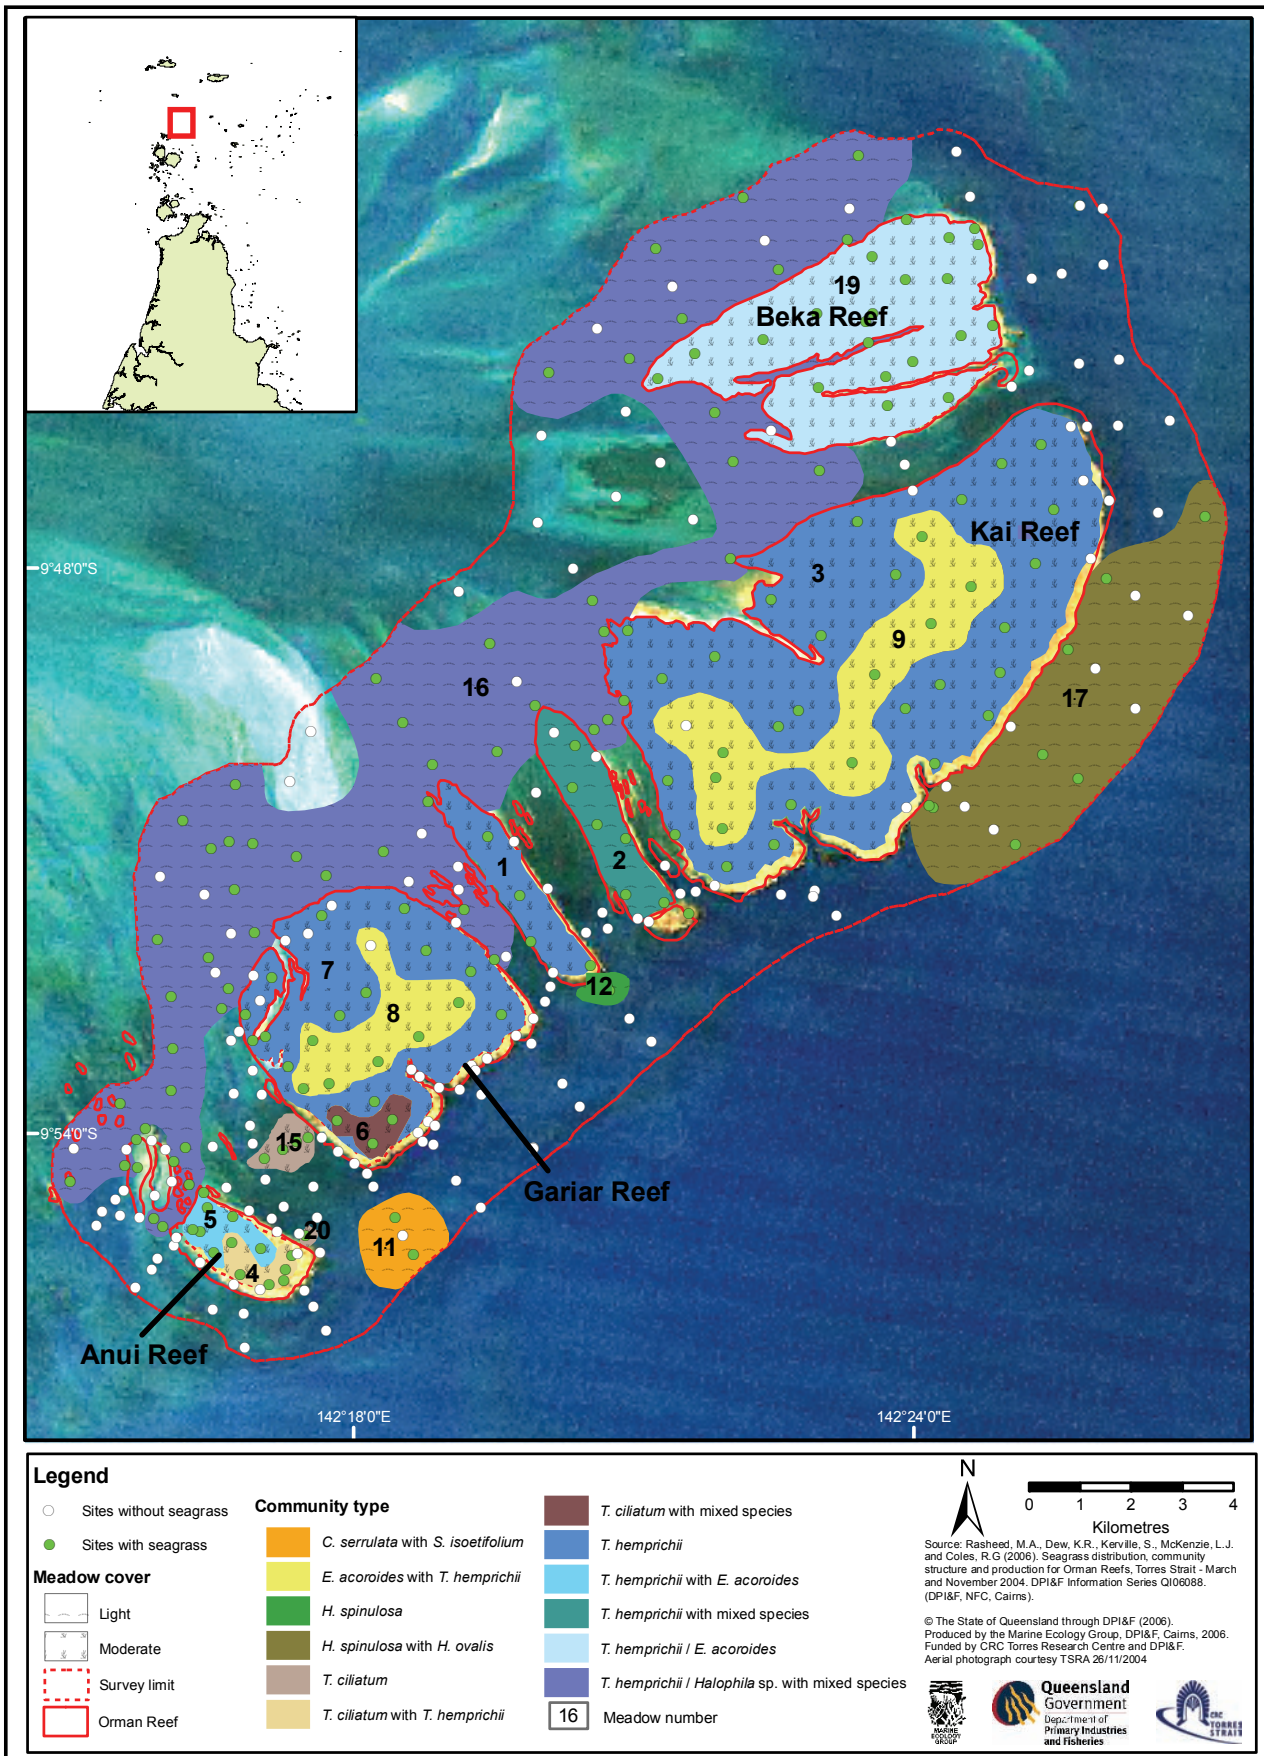 19
Beka Reef
Kai Reef
3
9°48'0"S
9
16
17
2
1
7
12
8
9°54'0"S
6
15
Gariar Reef
5
20
11
4
Anui Reef
142°18'0"E
142°24'0"E
Legend
Sites without seagrass
Sites with seagrass
Meadow cover
Light
Moderate
Survey limit
Orman Reef
Community type
C. serrulata with S. isoetifolium
E. acoroides with T. hemprichii
H. spinulosa
H. spinulosa with H. ovalis
T. ciliatum
T. ciliatum with T. hemprichii
T. ciliatum with mixed species
T. hemprichii
T. hemprichii with E. acoroides
T. hemprichii with mixed species
T. hemprichii / E. acoroides
T. hemprichii / Halophila sp. with mixed species
16 Meadow number
N
0 1 2 3 4
Kilometres
Source: Rasheed, M.A., Dew, K.R., Kerville, S., McKenzie, L.J.
and Coles, R.G (2006). Seagrass distribution, community
structure and production for Orman Reefs, Torres Strait - March
and November 2004. DPI&F Information Series QI06088.
(DPI&F, NFC, Cairns).
© The State of Queensland through DPI&F (2006).
Produced by the Marine Ecology Group, DPI&F, Cairns, 2006.
Funded by CRC Torres Research Centre and DPI&F.
Aerial photograph courtesy TSRA 26/11/2004
MARINE
ECOLOGY
GROUP
Queensland
Government
Department of
Primary Industries
and Fisheries
CRC
TORRES
STRAIT